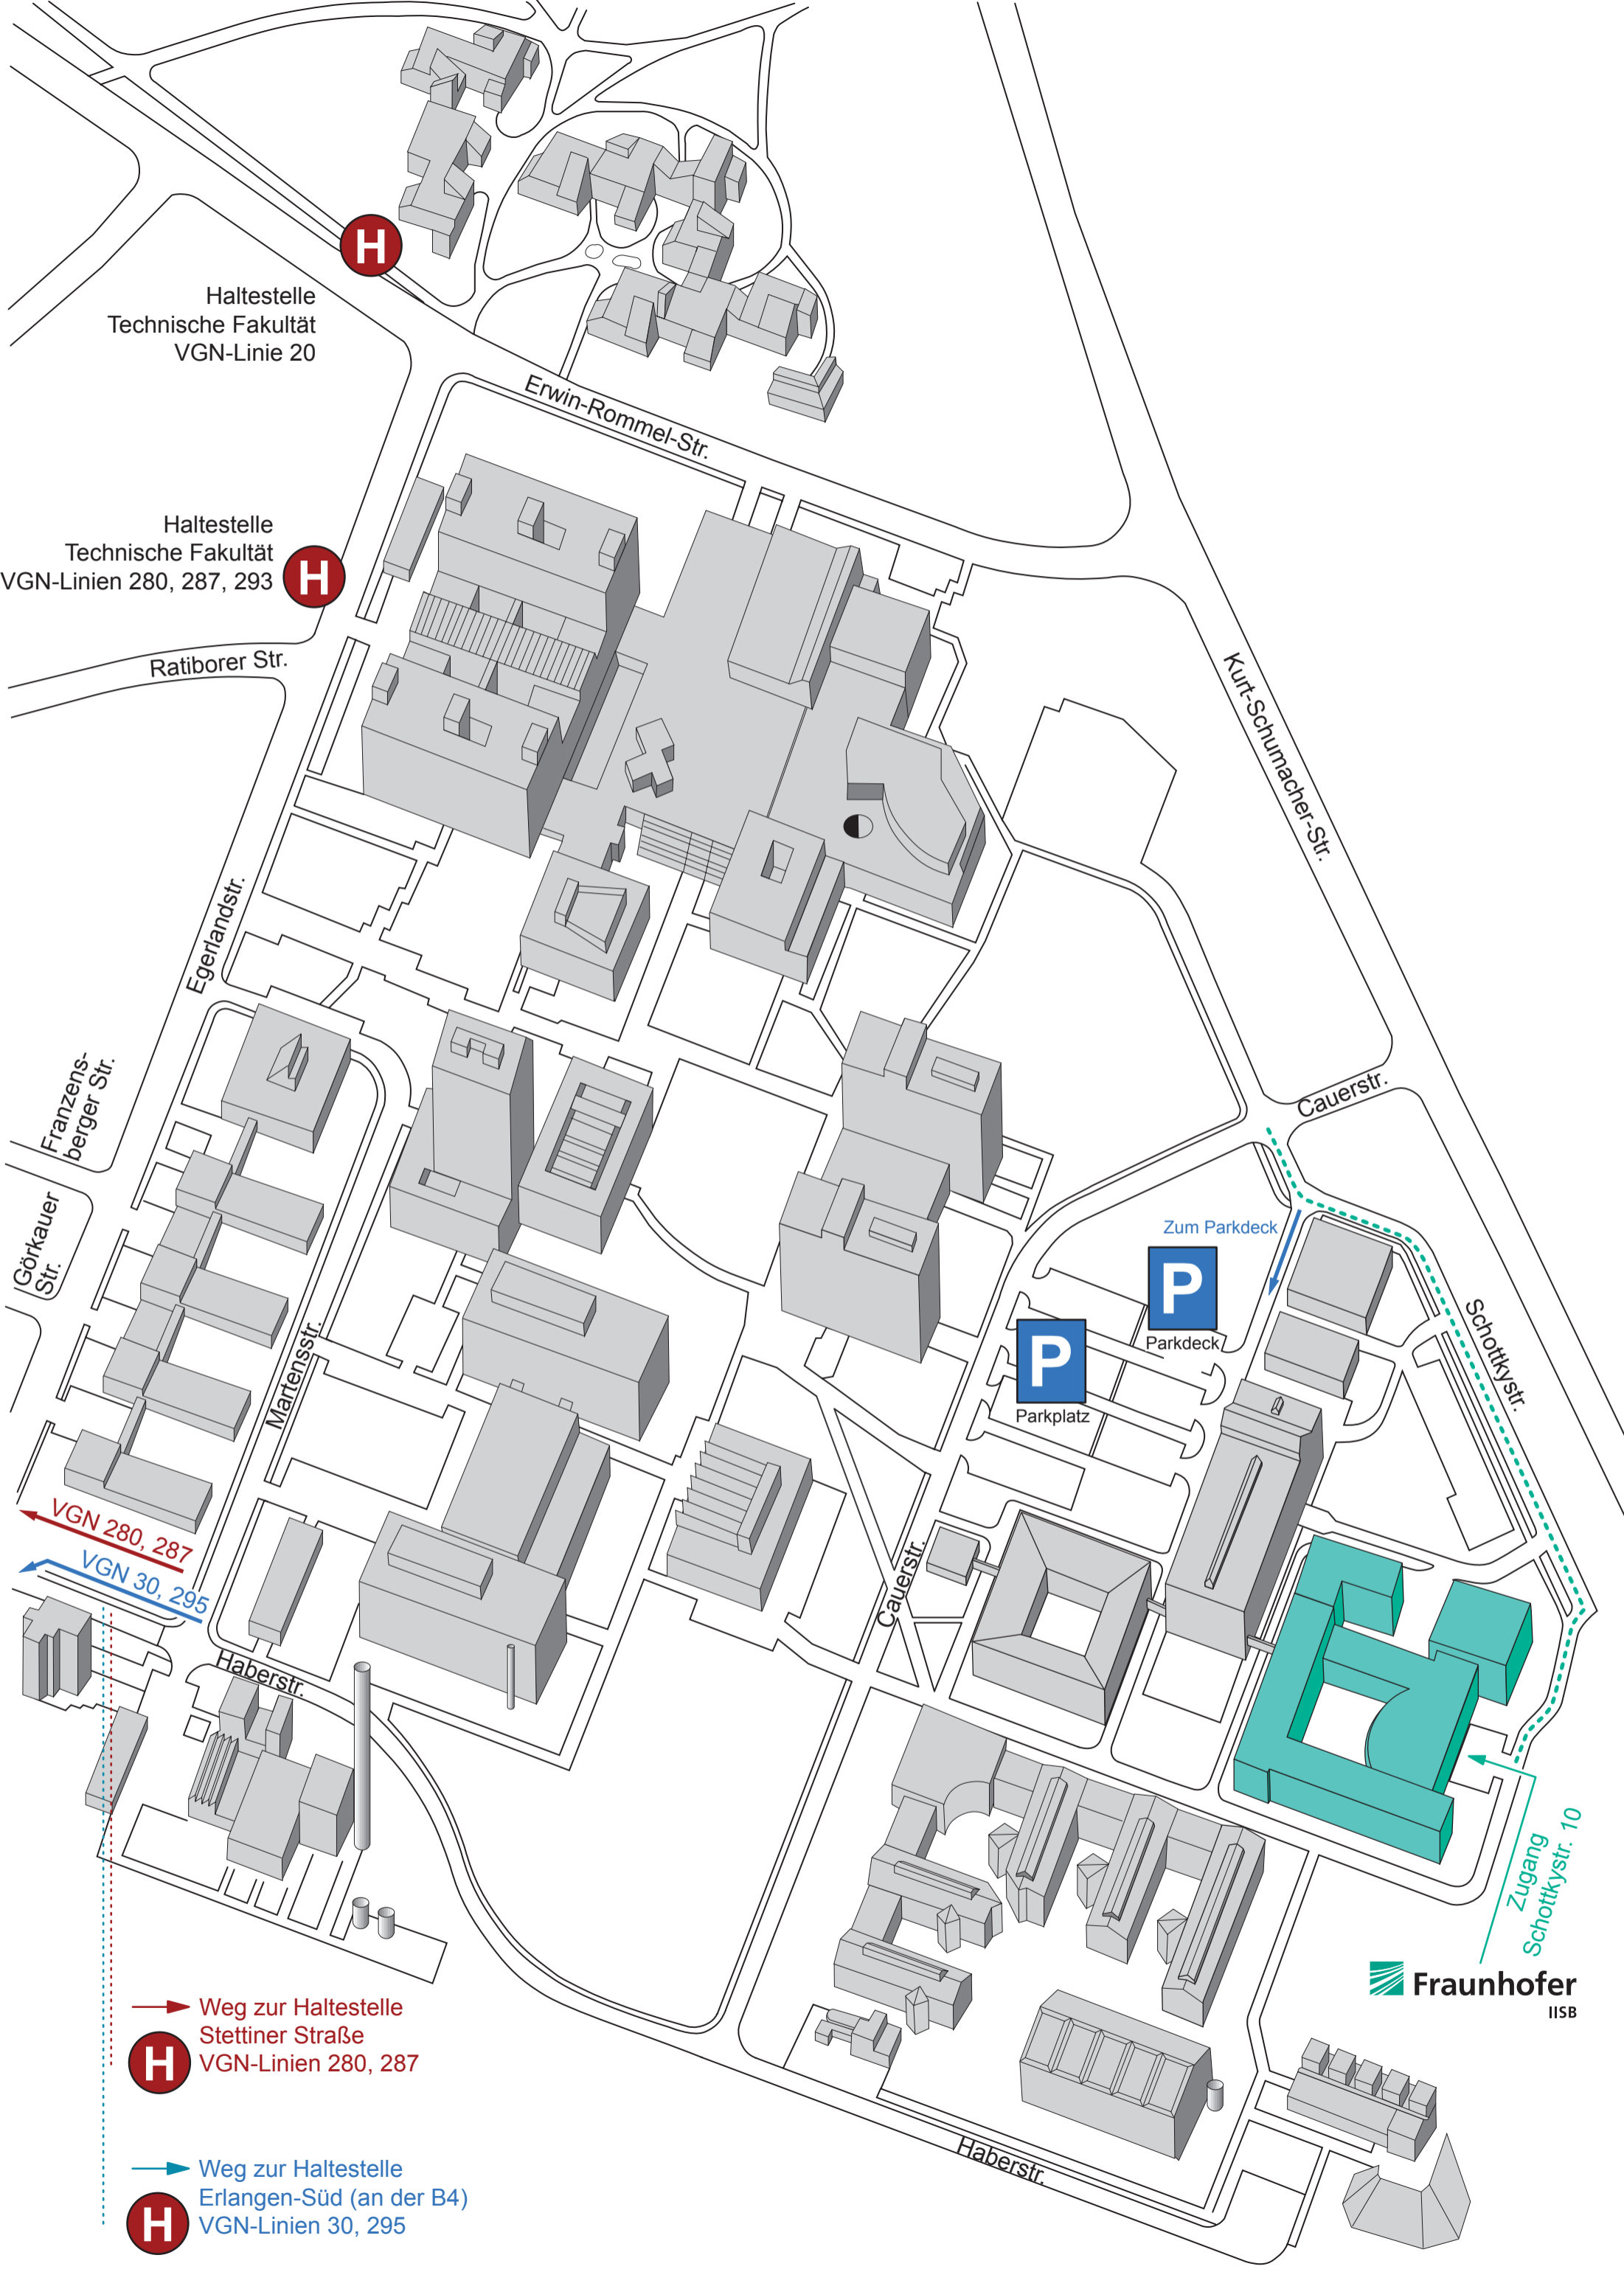 H
Haltestelle
Technische Fakultät
VGN-Linie 20
Erwin-Rommel-Str.
Haltestelle
Technische Fakultät
VGN-Linien 280, 287, 293
H
Ratiborer Str.
Kurt-Schumacher-Str.
Egerlandstr.
Franzens-
berger Str.
Cauerstr.
Görkauer
Str.
Zum Parkdeck
P
Parkdeck
P
Parkplatz
Schottkystr.
Martensstr.
VGN 280, 287
VGN 30, 295
Cauerstr.
Haberstr.
Zugang
Schottkystr. 10
Fraunhofer
IISB
Weg zur Haltestelle
Stettiner Straße
VGN-Linien 280, 287
H
Haberstr.
Weg zur Haltestelle
Erlangen-Süd (an der B4)
VGN-Linien 30, 295
H